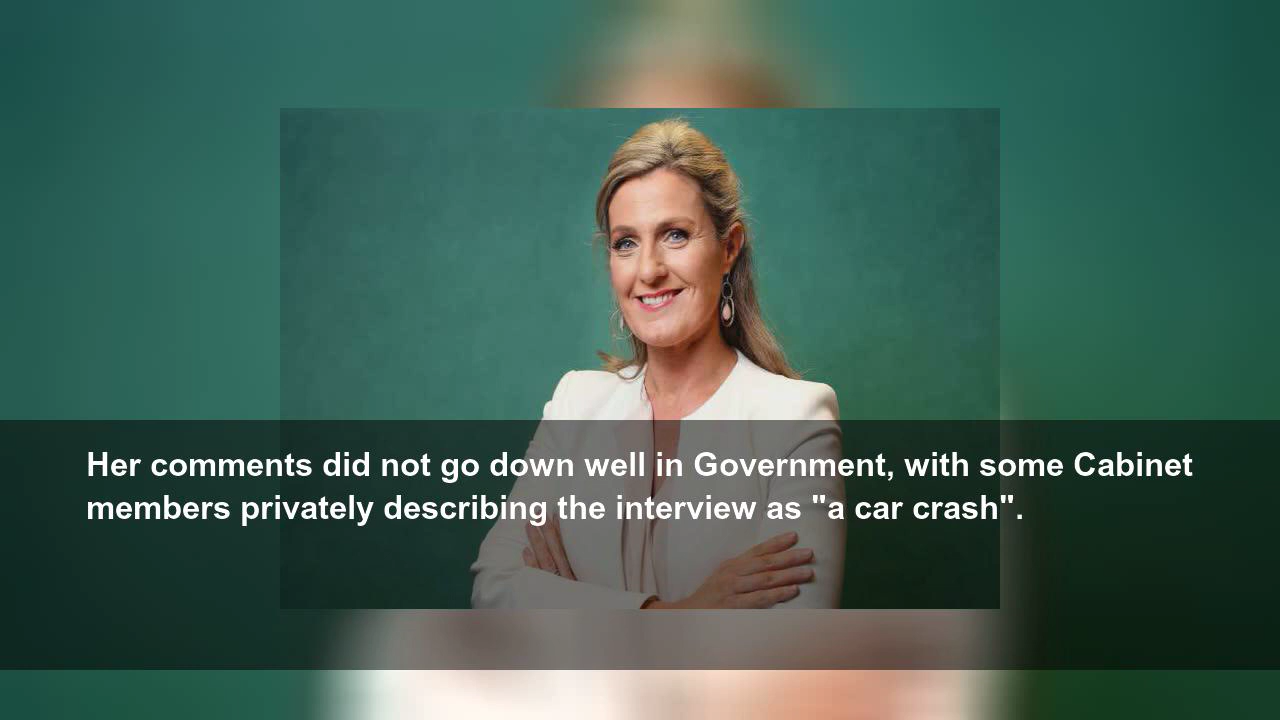 Her comments did not go down well in Government, with some Cabinet
members privately describing the interview as "a car crash".